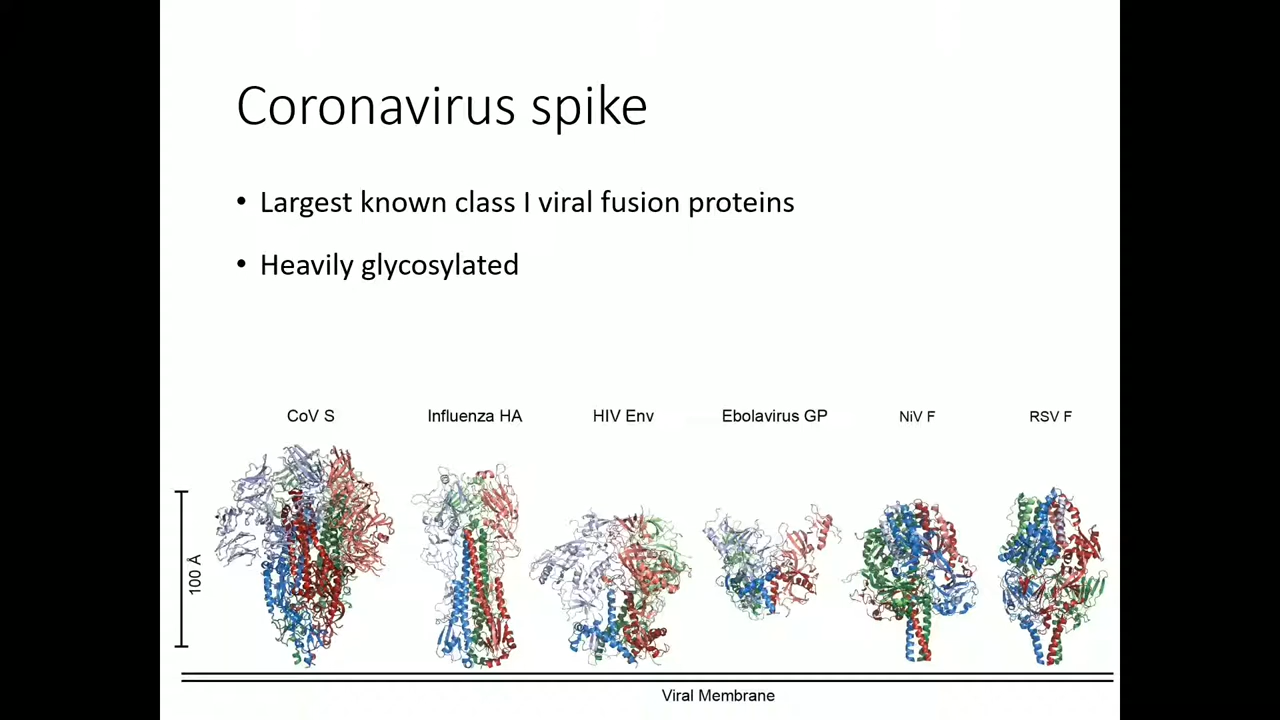 Coronavirus spike
• Largest known class I viral fusion proteins
• Heavily glycosylated
CoV S
Influenza HA
HIV Env
Ebolavirus GP
NiV F
RSV F
100 Å
Viral Membrane